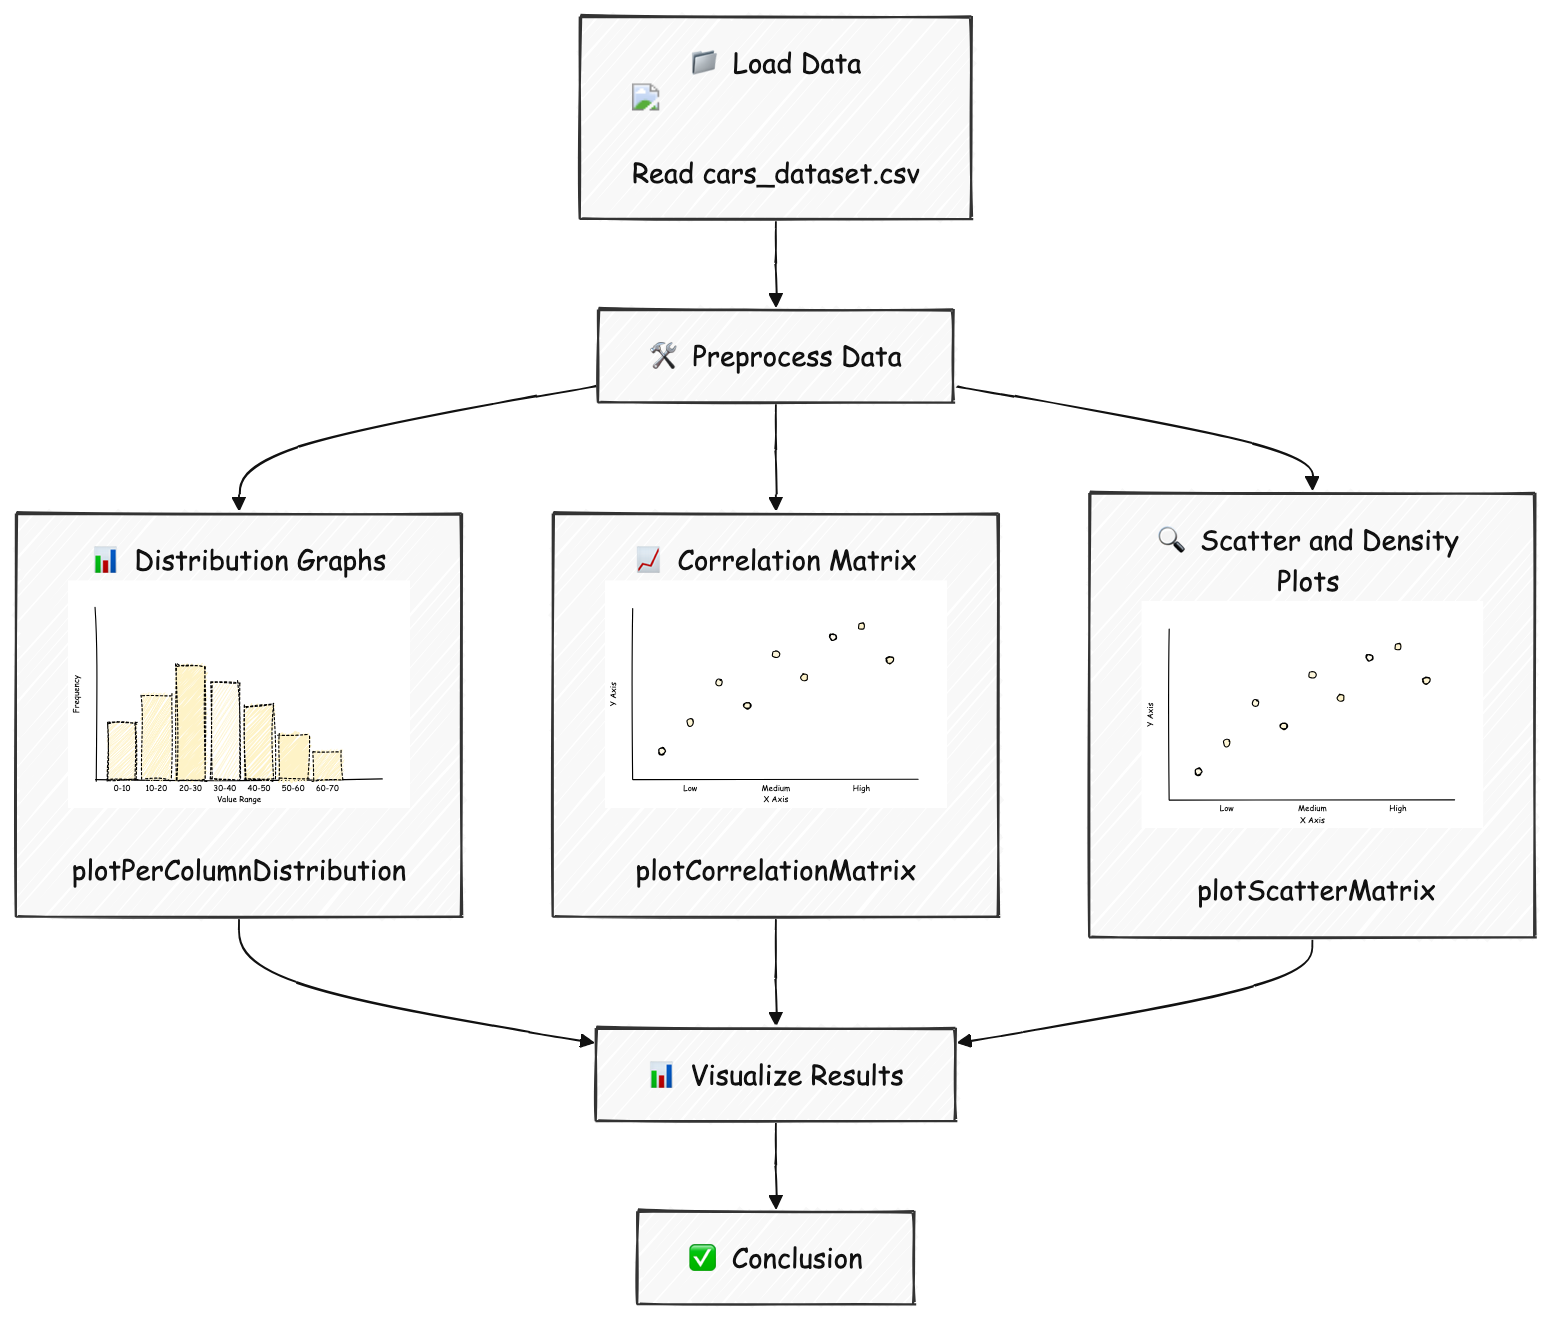 Load Data
Read cars_dataset.csv
Preprocess Data
Distribution Graphs
Frequency
0-10 10-20 20-30 30-40 40-50 50-60 60-70
Value Range
plotPerColumnDistribution
Correlation Matrix
Y Axis
Low Medium High
X Axis
plotCorrelationMatrix
Scatter and Density
Plots
Y Axis
Low Medium High
X Axis
plotScatterMatrix
Visualize Results
Conclusion